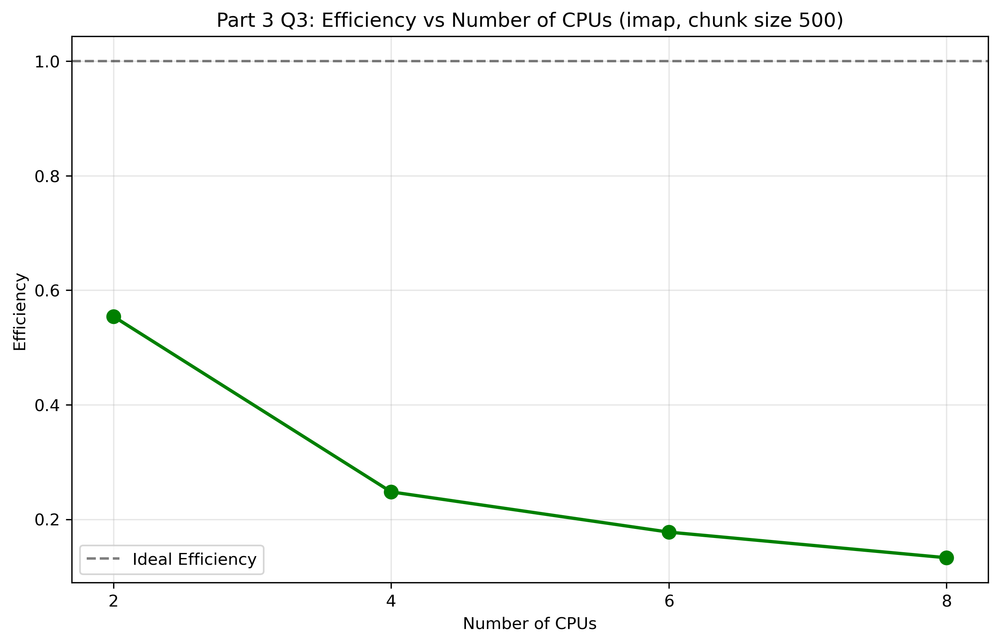 Part 3 Q3: Efficiency vs Number of CPUs (imap, chunk size 500)
1.0
0.8
0.6
0.4
0.2
Efficiency
Ideal Efficiency
2 4 6 8
Number of CPUs